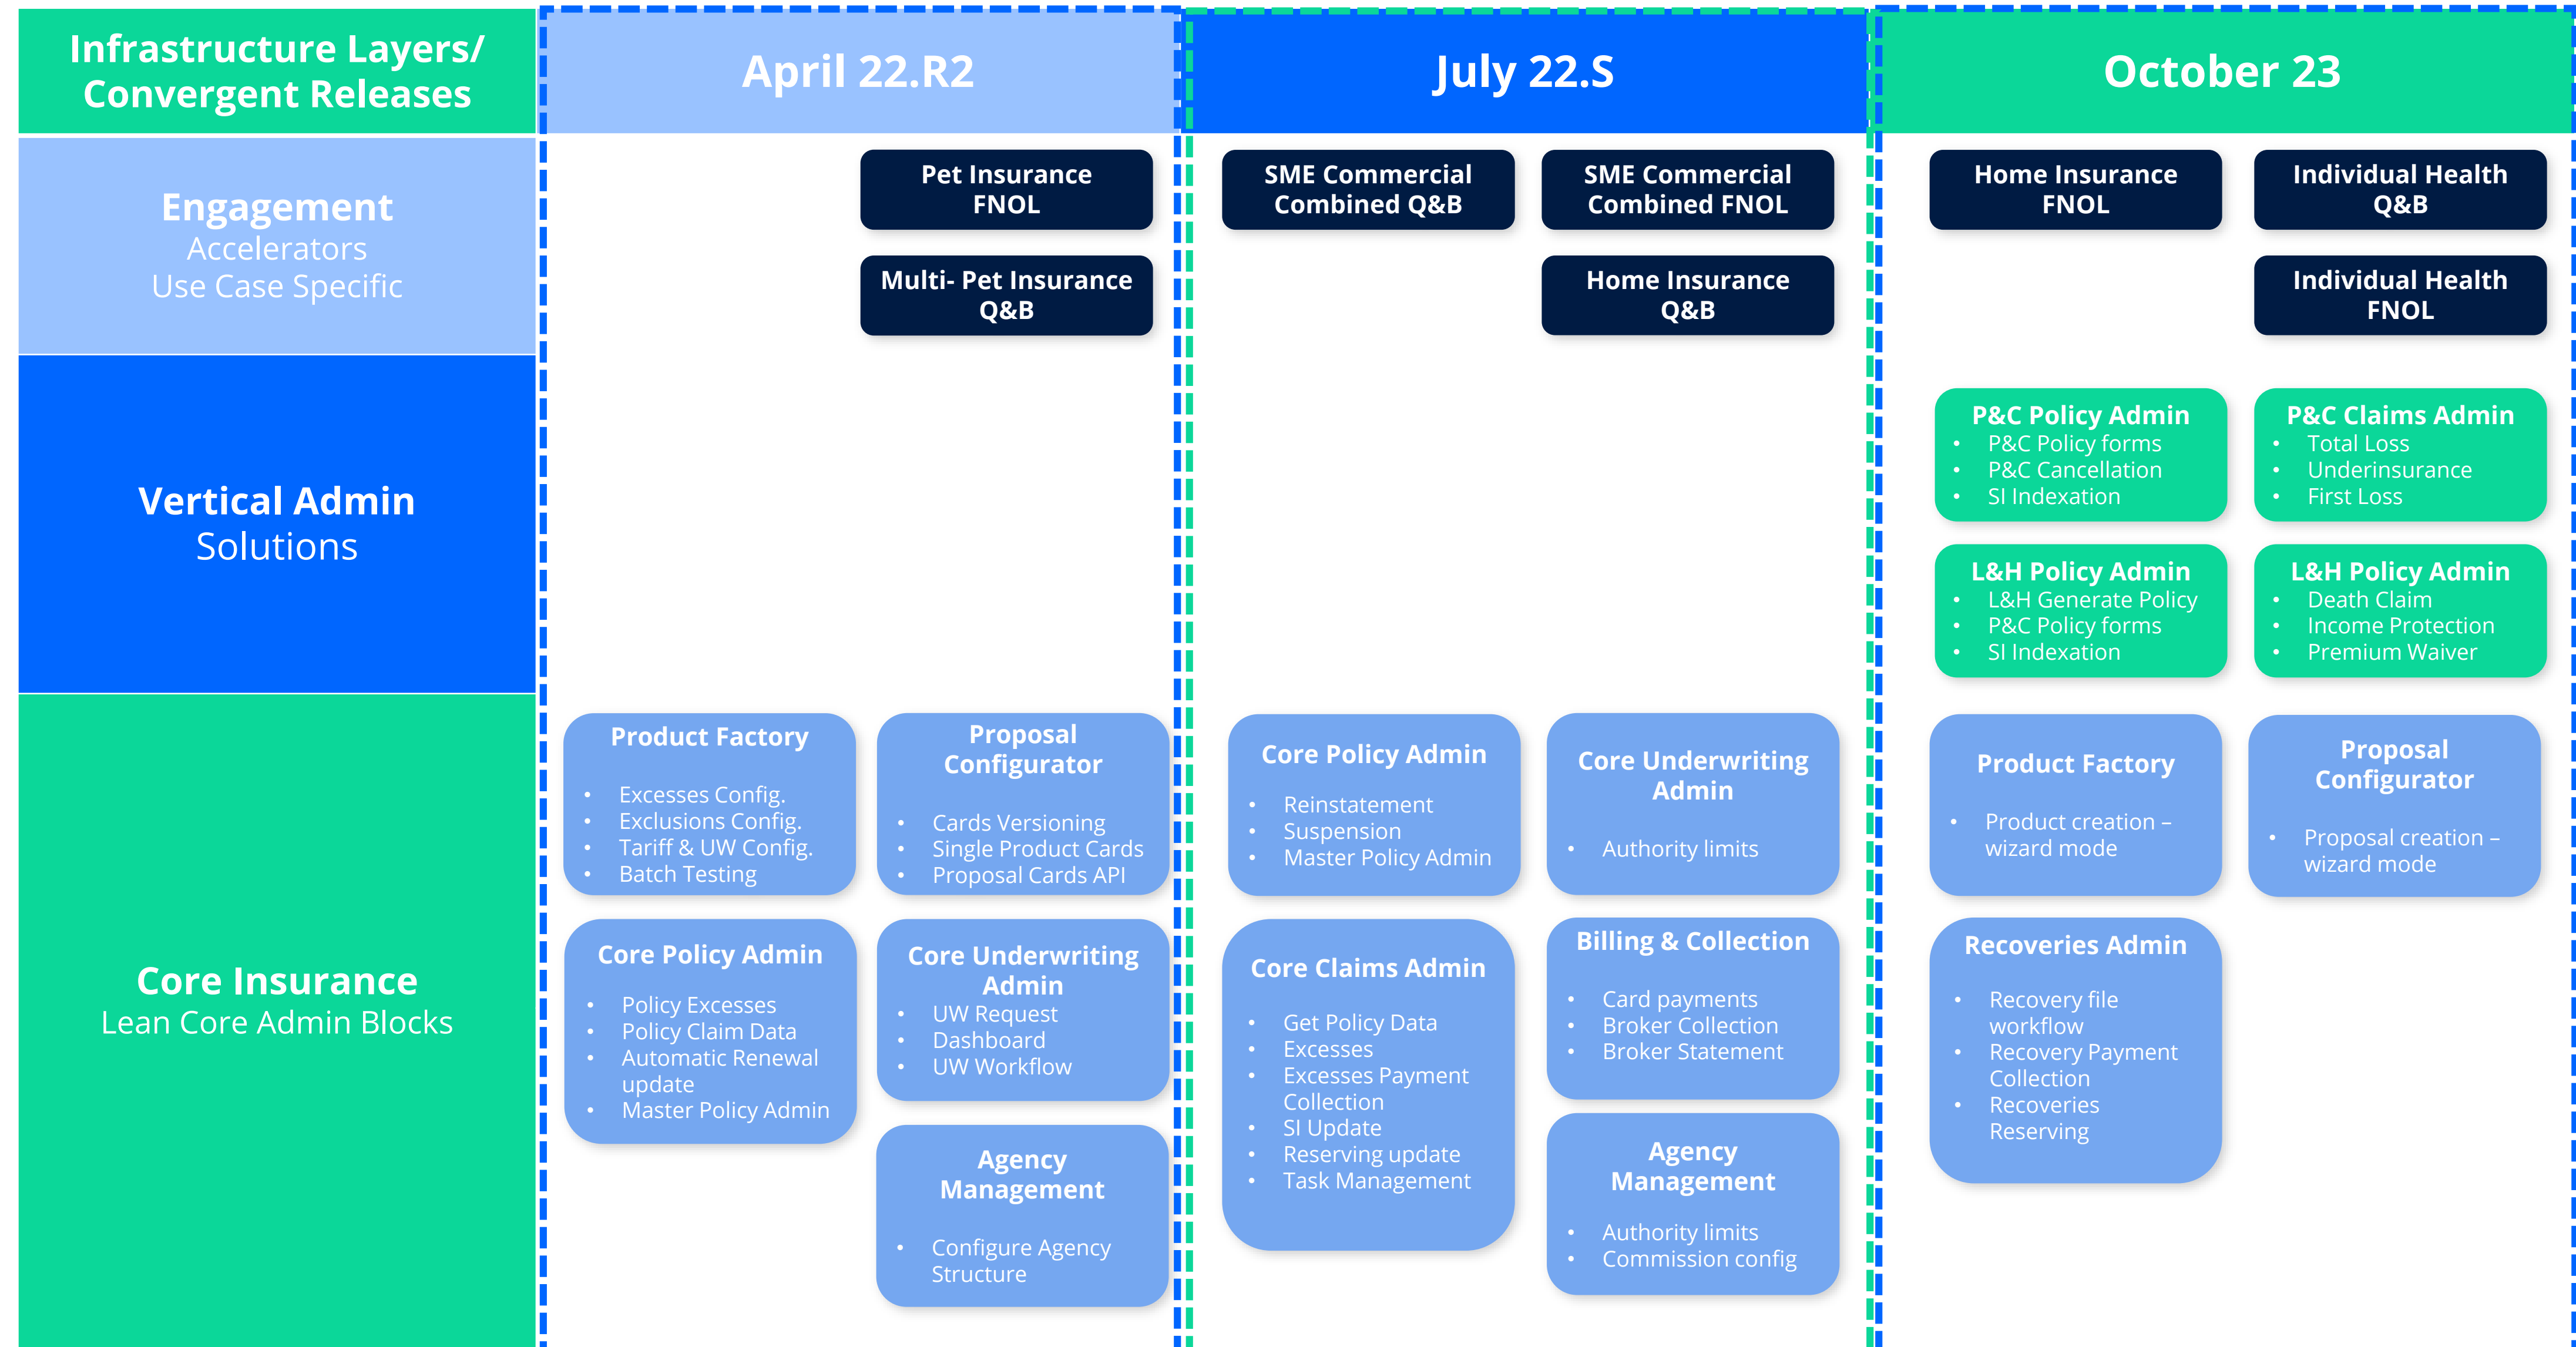 Infrastructure Layers/
Convergent Releases
April 22.R2
July 22.S
October 23
Engagement
Accelerators
Use Case Specific
Pet Insurance
FNOL
Multi- Pet Insurance
Q&B
SME Commercial
Combined Q&B
SME Commercial
Combined FNOL
Home Insurance
Q&B
Home Insurance
FNOL
Individual Health
Q&B
Individual Health
FNOL
Vertical Admin
Solutions
P&C Policy Admin
• P&C Policy forms
• P&C Cancellation
• SI Indexation
P&C Claims Admin
• Total Loss
• Underinsurance
• First Loss
L&H Policy Admin
• L&H Generate Policy
• P&C Policy forms
• SI Indexation
L&H Policy Admin
• Death Claim
• Income Protection
• Premium Waiver
Core Insurance
Lean Core Admin Blocks
Product Factory
• Excesses Config.
• Exclusions Config.
• Tariff & UW Config.
• Batch Testing
Proposal
Configurator
• Cards Versioning
• Single Product Cards
• Proposal Cards API
Core Policy Admin
• Policy Excesses
• Policy Claim Data
• Automatic Renewal
update
• Master Policy Admin
Core Underwriting
Admin
• UW Request
• Dashboard
• UW Workflow
Agency
Management
• Configure Agency
Structure
Core Policy Admin
• Reinstatement
• Suspension
• Master Policy Admin
Core Underwriting
Admin
• Authority limits
Core Claims Admin
• Get Policy Data
• Excesses
• Excesses Payment
Collection
• SI Update
• Reserving update
• Task Management
Billing & Collection
• Card payments
• Broker Collection
• Broker Statement
Agency
Management
• Authority limits
• Commission config
Product Factory
• Product creation –
wizard mode
Proposal
Configurator
• Proposal creation –
wizard mode
Recoveries Admin
• Recovery file
workflow
• Recovery Payment
Collection
• Recoveries
Reserving